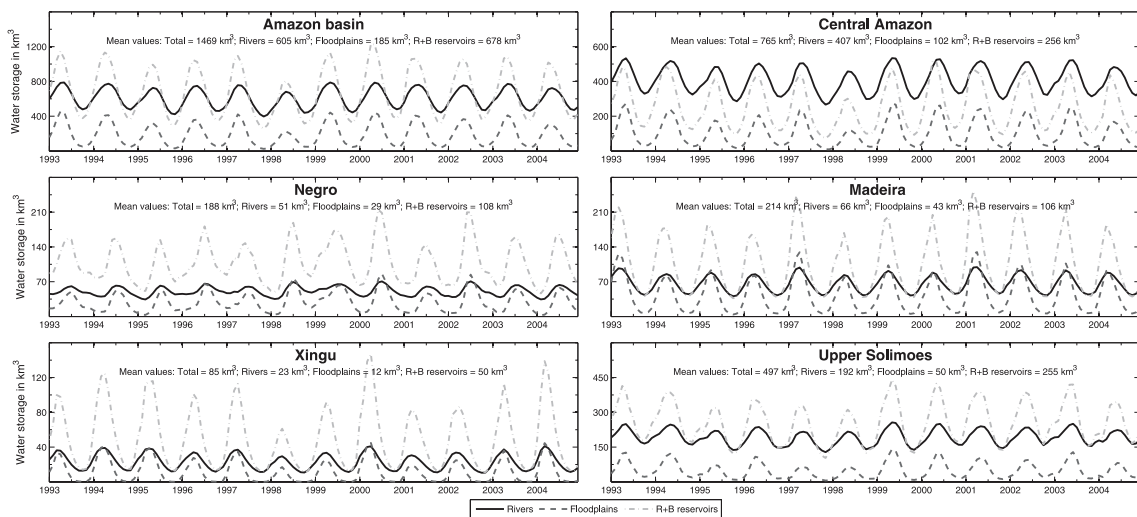 Amazon basin
Mean values: Total = 1469 km³; Rivers = 605 km³; Floodplains = 185 km³; R+B reservoirs = 678 km³
Water storage in km³
1200
800
400
1993 1994 1995 1996 1997 1998 1999 2000 2001 2002 2003 2004
Central Amazon
Mean values: Total = 765 km³; Rivers = 407 km³; Floodplains = 102 km³; R+B reservoirs = 256 km³
600
400
200
1993 1994 1995 1996 1997 1998 1999 2000 2001 2002 2003 2004
Negro
Mean values: Total = 188 km³; Rivers = 51 km³; Floodplains = 29 km³; R+B reservoirs = 108 km³
Water storage in km³
210
140
70
1993 1994 1995 1996 1997 1998 1999 2000 2001 2002 2003 2004
Madeira
Mean values: Total = 214 km³; Rivers = 66 km³; Floodplains = 43 km³; R+B reservoirs = 106 km³
210
140
70
1993 1994 1995 1996 1997 1998 1999 2000 2001 2002 2003 2004
Xingu
Mean values: Total = 85 km³; Rivers = 23 km³; Floodplains = 12 km³; R+B reservoirs = 50 km³
Water storage in km³
120
80
40
1993 1994 1995 1996 1997 1998 1999 2000 2001 2002 2003 2004
Upper Solimoes
Mean values: Total = 497 km³; Rivers = 192 km³; Floodplains = 50 km³; R+B reservoirs = 255 km³
450
300
150
1993 1994 1995 1996 1997 1998 1999 2000 2001 2002 2003 2004
Rivers Floodplains R+B reservoirs